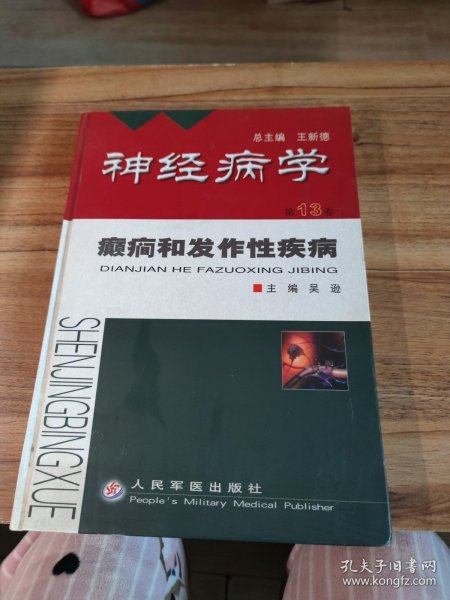 总主编 王新德
神经病学
第13卷
癫痫和发作性疾病
DIANJIAN HE FAZUOXING JIBING
主编 吴逊
SHENJINGBINGXUE
人民军医出版社
People's Military Medical Publisher
孔夫子旧书网
www.kongfz.com